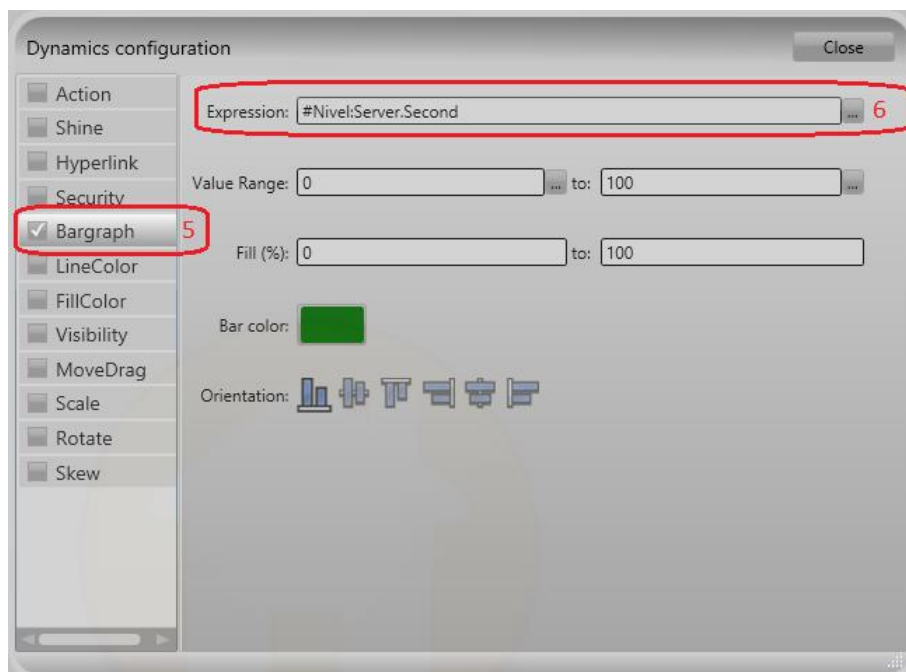 Dynamics configuration
Close
Action
Shine
Hyperlink
Security
Bargraph
5
LineColor
FillColor
Visibility
MoveDrag
Scale
Rotate
Skew
Expression: #Nivel:Server.Second ... 6
Value Range: 0 ... to: 100 ...
Fill (%): 0 to: 100
Bar color:
Orientation: